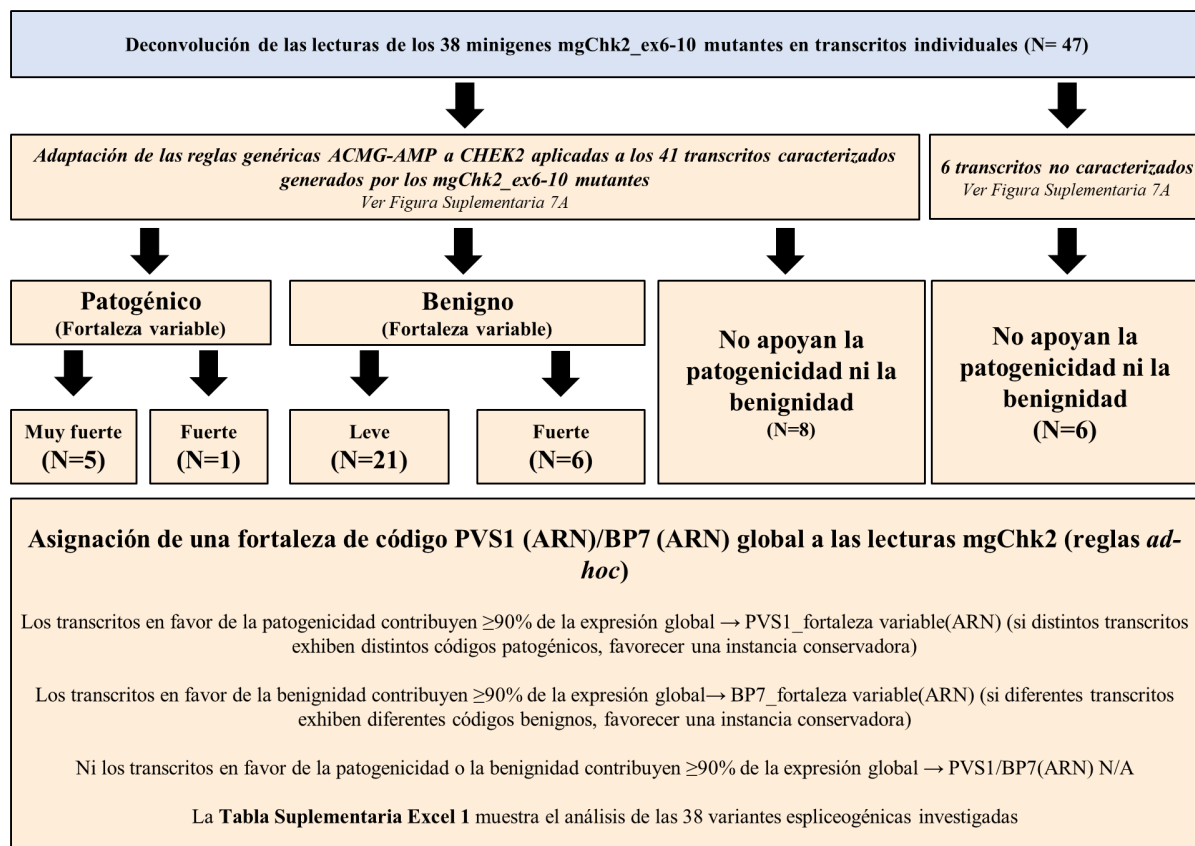 Deconvolución de las lecturas de los 38 minigenes mgChk2_ex6-10 mutantes en transcritos individuales (N= 47)
Adaptación de las reglas genéricas ACMG-AMP a CHEK2 aplicadas a los 41 transcritos caracterizados
generados por los mgChk2_ex6-10 mutantes
Ver Figura Suplementaria 7A
6 transcritos no caracterizados
Ver Figura Suplementaria 7A
Patogénico
(Fortaleza variable)
Benigno
(Fortaleza variable)
No apoyan la
patogenicidad ni la
benignidad
(N=8)
No apoyan la
patogenicidad ni la
benignidad
(N=6)
Muy fuerte
(N=5)
Fuerte
(N=1)
Leve
(N=21)
Fuerte
(N=6)
Asignación de una fortaleza de código PVS1 (ARN)/BP7 (ARN) global a las lecturas mgChk2 (reglas ad-
hoc)
Los transcritos en favor de la patogenicidad contribuyen ≥90% de la expresión global → PVS1_fortaleza variable(ARN) (si distintos transcritos
exhiben distintos códigos patogénicos, favorecer una instancia conservadora)
Los transcritos en favor de la benignidad contribuyen ≥90% de la expresión global→ BP7_fortaleza variable(ARN) (si diferentes transcritos
exhiben diferentes códigos benignos, favorecer una instancia conservadora)
Ni los transcritos en favor de la patogenicidad o la benignidad contribuyen ≥90% de la expresión global → PVS1/BP7(ARN) N/A
La Tabla Suplementaria Excel 1 muestra el análisis de las 38 variantes espliceogénicas investigadas